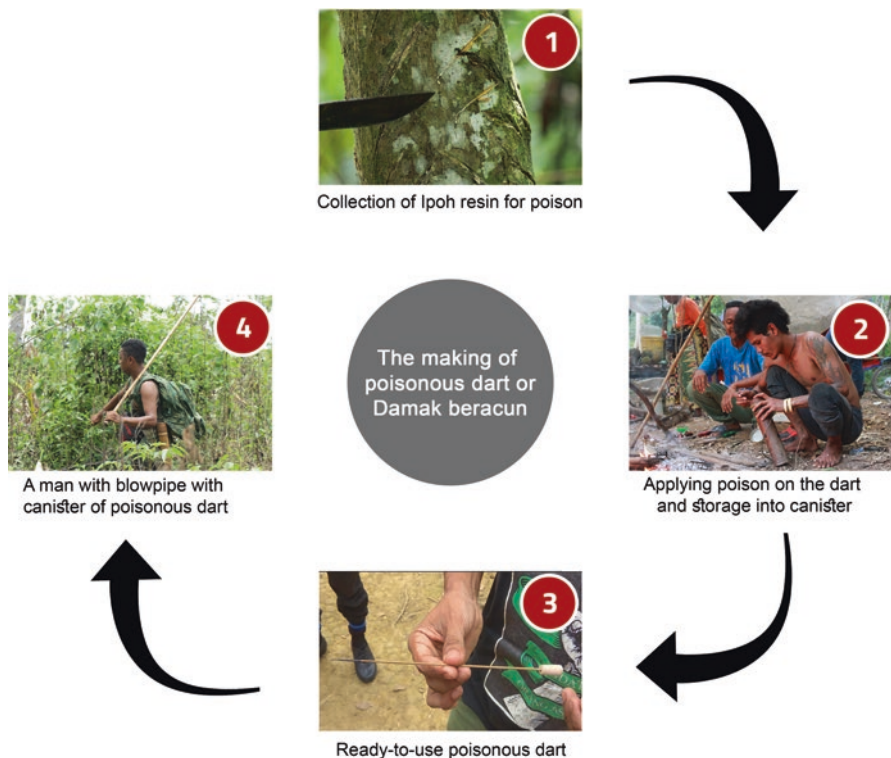 1
Collection of Ipoh resin for poison
2
Applying poison on the dart
and storage into canister
3
Ready-to-use poisonous dart
4
A man with blowpipe with
canister of poisonous dart
The making of
poisonous dart or
Damak beracun